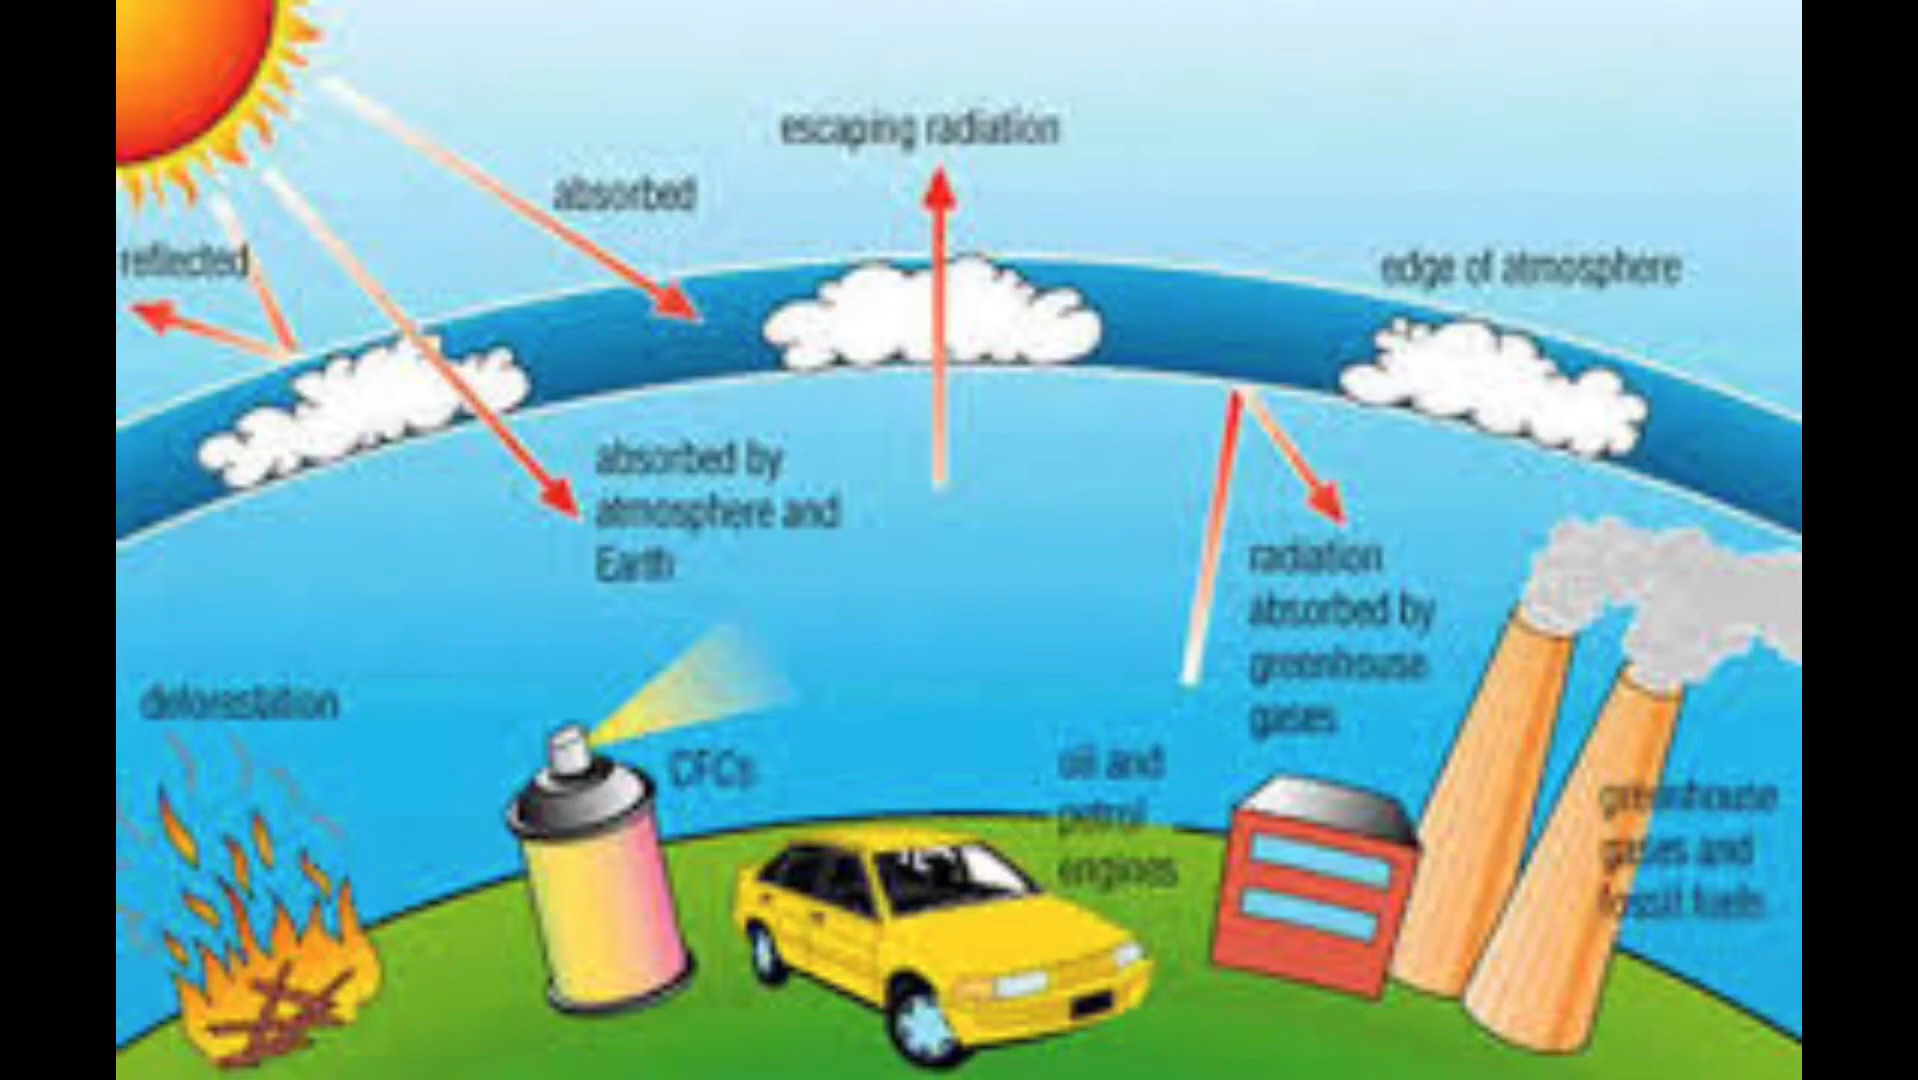 escaping radiation
absorbed
reflected
edge of atmosphere
absorbed by
atmosphere and
Earth
radiation
absorbed by
greenhouse
gases
deforestation
CFCs
oil and
petrol
engines
greenhouse
gases and
fossil fuels